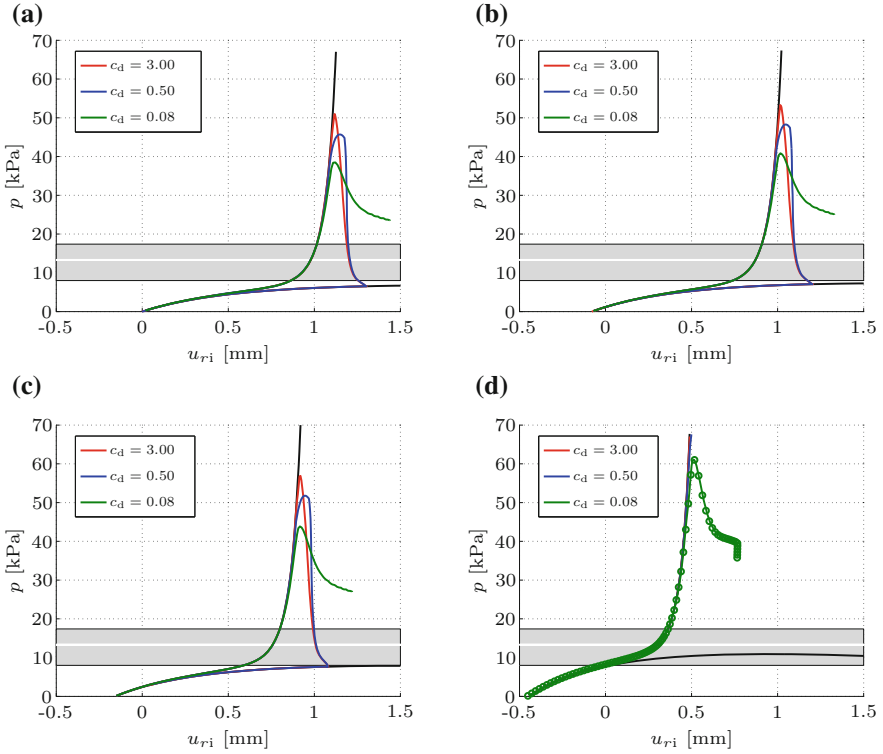 (a)
70
60
50
40
30
20
10
0
p [kPa]
c_d = 3.00
c_d = 0.50
c_d = 0.08
-0.5 0 0.5 1 1.5
u_ri [mm]
(b)
70
60
50
40
30
20
10
0
p [kPa]
c_d = 3.00
c_d = 0.50
c_d = 0.08
-0.5 0 0.5 1 1.5
u_ri [mm]
(c)
70
60
50
40
30
20
10
0
p [kPa]
c_d = 3.00
c_d = 0.50
c_d = 0.08
-0.5 0 0.5 1 1.5
u_ri [mm]
(d)
70
60
50
40
30
20
10
0
p [kPa]
c_d = 3.00
c_d = 0.50
c_d = 0.08
-0.5 0 0.5 1 1.5
u_ri [mm]